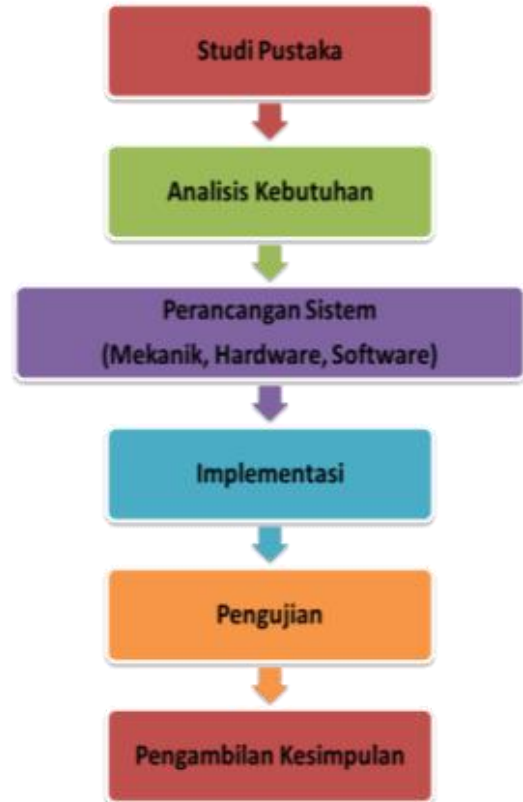 Studi Pustaka
Analisis Kebutuhan
Perancangan Sistem
(Mekanik, Hardware, Software)
Implementasi
Pengujian
Pengambilan Kesimpulan